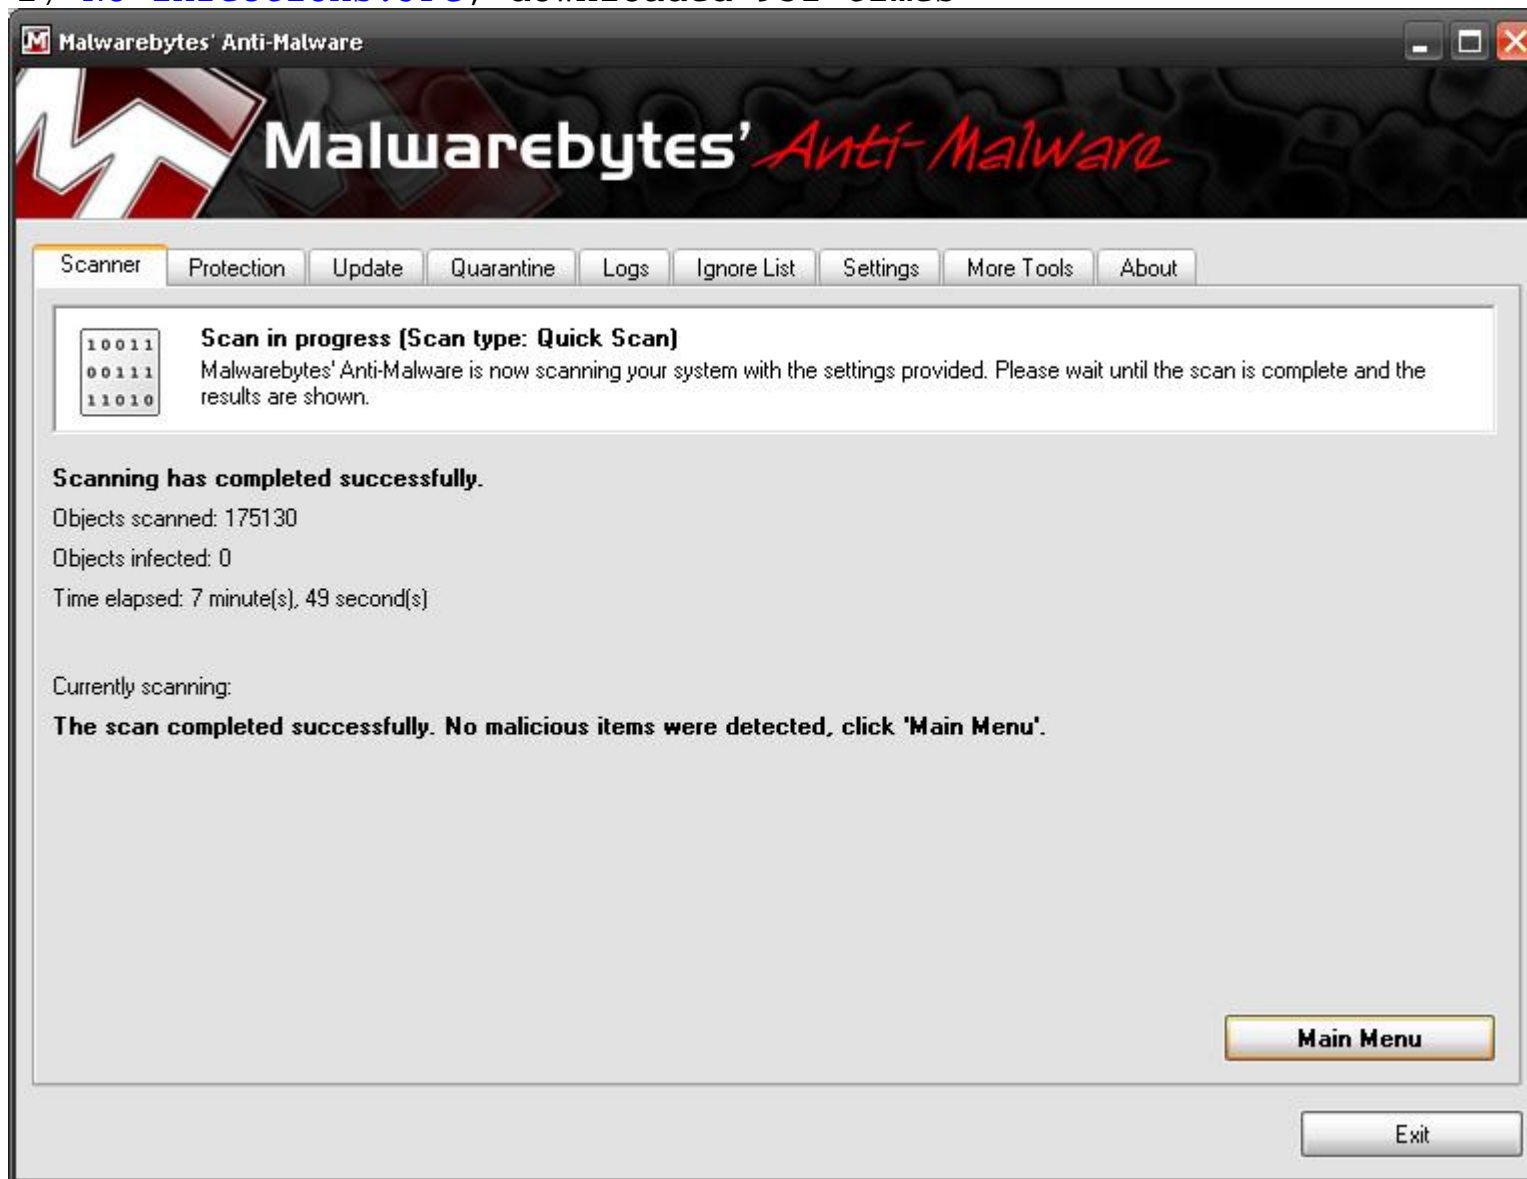 Malwarebytes' Anti-Malware
Malwarebytes' Anti-Malware
Scanner Protection Update Quarantine Logs Ignore List Settings More Tools About
10011
00111
11010
Scan in progress (Scan type: Quick Scan)
Malwarebytes' Anti-Malware is now scanning your system with the settings provided. Please wait until the scan is complete and the
results are shown.
Scanning has completed successfully.
Objects scanned: 175130
Objects infected: 0
Time elapsed: 7 minute(s), 49 second(s)
Currently scanning:
The scan completed successfully. No malicious items were detected, click 'Main Menu'.
Main Menu
Exit